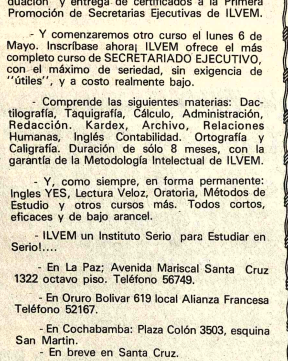 duación y entrega de certificados a la Primera
Promoción de Secretarias Ejecutivas de ILVEM.
- Y comenzaremos otro curso el lunes 6 de
Mayo. Inscríbase ahora¡ ILVEM ofrece el más
completo curso de SECRETARIADO EJECUTIVO,
con el máximo de seriedad, sin exigencia de
"útiles", y a costo realmente bajo.
- Comprende las siguientes materias: Dac-
tilografía, Taquigrafía, Cálculo, Administración,
Redacción. Kardex, Archivo, Relaciones
Humanas, Inglés Contabilidad. Ortografía y
Caligrafía. Duración de sólo 8 meses, con la
garantía de la Metodología Intelectual de ILVEM.
- Y, como siempre, en forma permanente:
Ingles YES, Lectura Veloz, Oratoria, Métodos de
Estudio y otros cursos más. Todos cortos,
eficaces y de bajo arancel.
- ILVEM un Instituto Serio para Estudiar en
Serio!....
- En La Paz; Avenida Mariscal Santa Cruz
1322 octavo piso. Teléfono 56749.
- En Oruro Bolivar 619 local Alianza Francesa
Teléfono 52167.
- En Cochabamba: Plaza Colón 3503, esquina
San Martin.
- En breve en Santa Cruz.